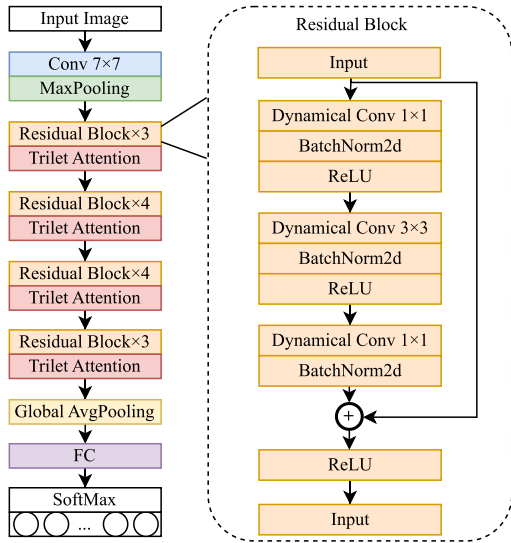 Input Image
Conv 7×7
MaxPooling
Residual Block×3
Trilet Attention
Residual Block×4
Trilet Attention
Residual Block×4
Trilet Attention
Residual Block×3
Trilet Attention
Global AvgPooling
FC
SoftMax
...
Residual Block
Input
Dynamical Conv 1×1
BatchNorm2d
ReLU
Dynamical Conv 3×3
BatchNorm2d
ReLU
Dynamical Conv 1×1
BatchNorm2d
+
ReLU
Input